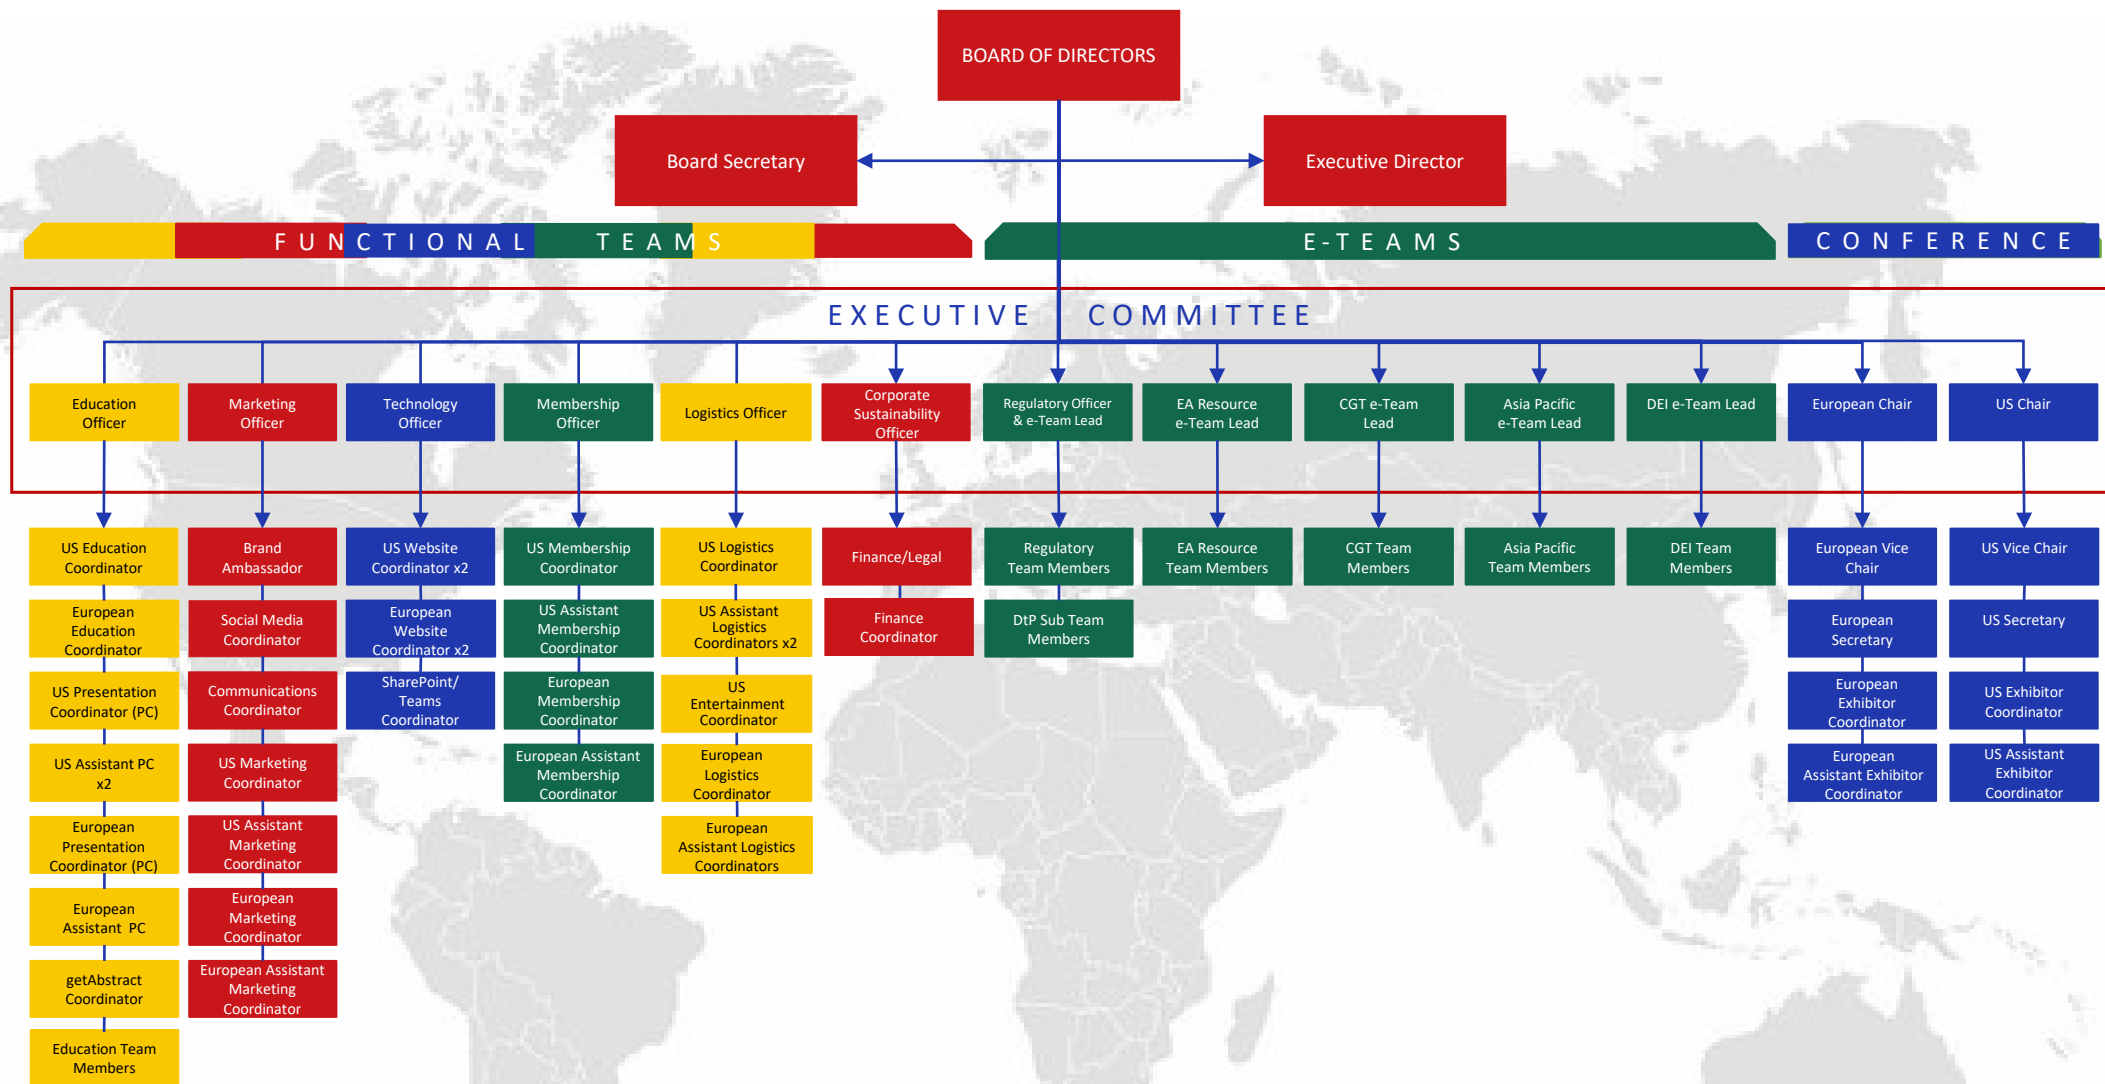 BOARD OF DIRECTORS
Board Secretary
Executive Director
FUNCTIONAL TEAMS
E-TEAMS
CONFERENCE
EXECUTIVE COMMITTEE
Education
Officer
Marketing
Officer
Technology
Officer
Membership
Officer
Logistics Officer
Corporate
Sustainability
Officer
Regulatory Officer
& e-Team Lead
EA Resource
e-Team Lead
CGT e-Team
Lead
Asia Pacific
e-Team Lead
DEI e-Team Lead
European Chair
US Chair
US Education
Coordinator
European
Education
Coordinator
US Presentation
Coordinator (PC)
US Assistant PC
x2
European
Presentation
Coordinator (PC)
European
Assistant PC
getAbstract
Coordinator
Education Team
Members
Brand
Ambassador
Social Media
Coordinator
Communications
Coordinator
US Marketing
Coordinator
US Assistant
Marketing
Coordinator
European
Marketing
Coordinator
European Assistant
Marketing
Coordinator
US Website
Coordinator x2
European
Website
Coordinator x2
SharePoint/
Teams
Coordinator
US Membership
Coordinator
US Assistant
Membership
Coordinator
European
Membership
Coordinator
European Assistant
Membership
Coordinator
US Logistics
Coordinator
US Assistant
Logistics
Coordinators x2
US
Entertainment
Coordinator
European
Logistics
Coordinator
European
Assistant Logistics
Coordinators
Finance/Legal
Finance
Coordinator
Regulatory
Team Members
DtP Sub Team
Members
EA Resource
Team Members
CGT Team
Members
Asia Pacific
Team Members
DEI Team
Members
European Vice
Chair
European
Secretary
European
Exhibitor
Coordinator
European
Assistant Exhibitor
Coordinator
US Vice Chair
US Secretary
US Exhibitor
Coordinator
US Assistant
Exhibitor
Coordinator